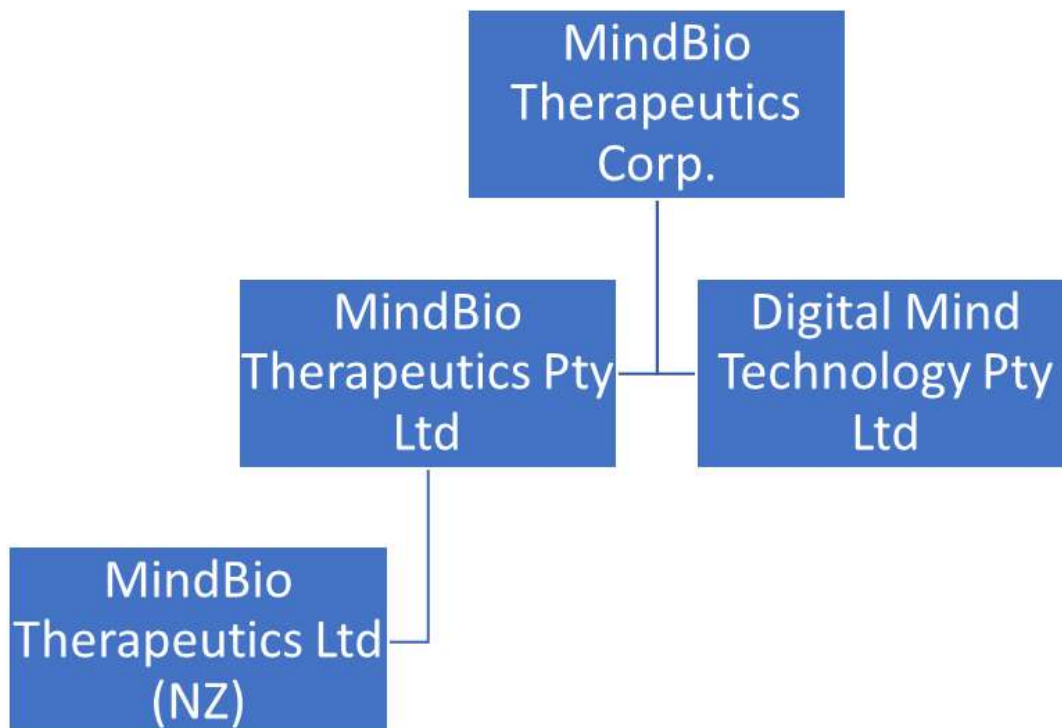 MindBio
Therapeutics
Corp.
MindBio
Therapeutics Pty
Ltd
Digital Mind
Technology Pty
Ltd
MindBio
Therapeutics Ltd
(NZ)